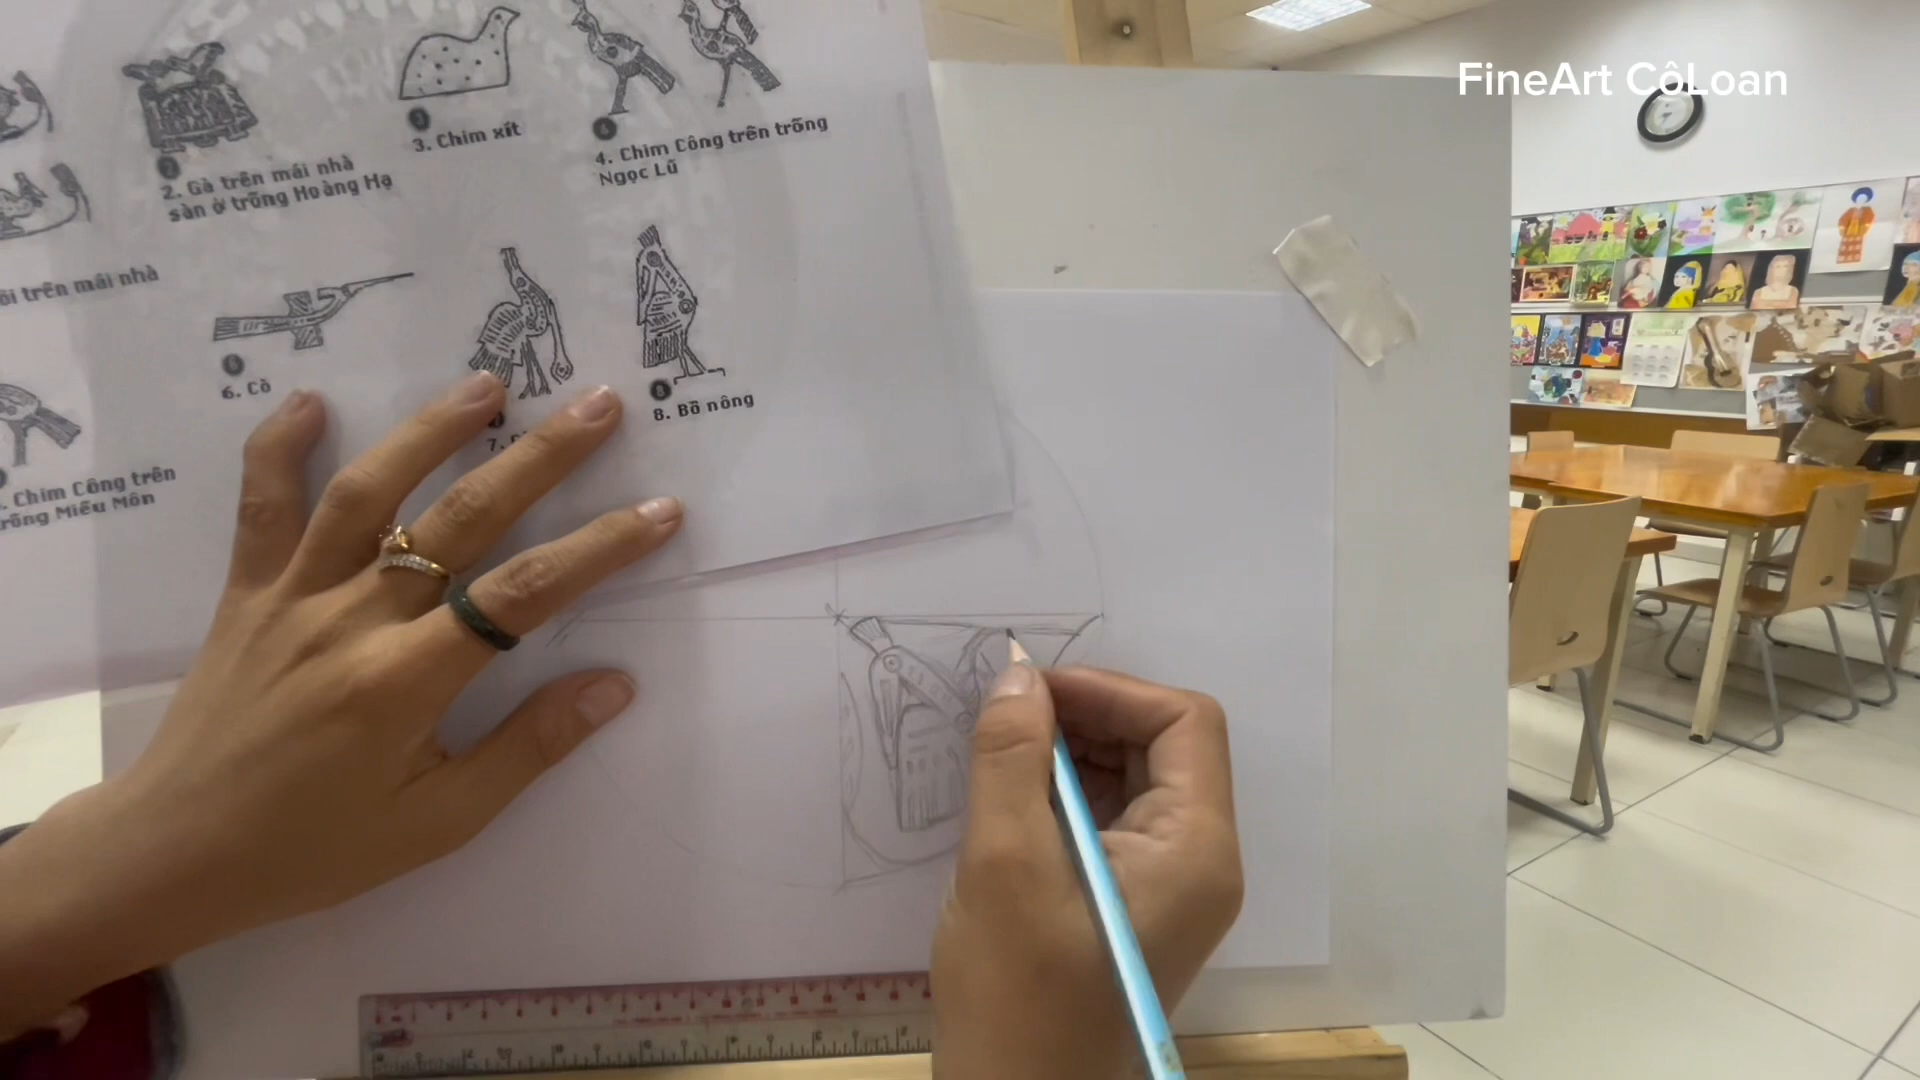 FineArt CôLoan
2. Gà trên mái nhà
sàn ở trống Hoàng Hạ
3. Chim xít
4. Chim Công trên trống
Ngọc Lũ
trên mái nhà
6. Cò
7.
8. Bồ nông
Chim Công trên
Miếu Môn